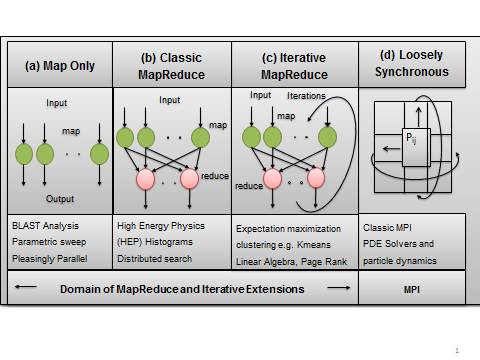 (a) Map Only
(b) Classic
MapReduce
(c) Iterative
MapReduce
(d) Loosely
Synchronous
Input
map
Output
Input
map
reduce
Input Iterations
map
reduce
Pij
BLAST Analysis
Parametric sweep
Pleasingly Parallel
High Energy Physics
(HEP) Histograms
Distributed search
Expectation maximization
clustering e.g. Kmeans
Linear Algebra, Page Rank
Classic MPI
PDE Solvers and
particle dynamics
Domain of MapReduce and Iterative Extensions
MPI
1